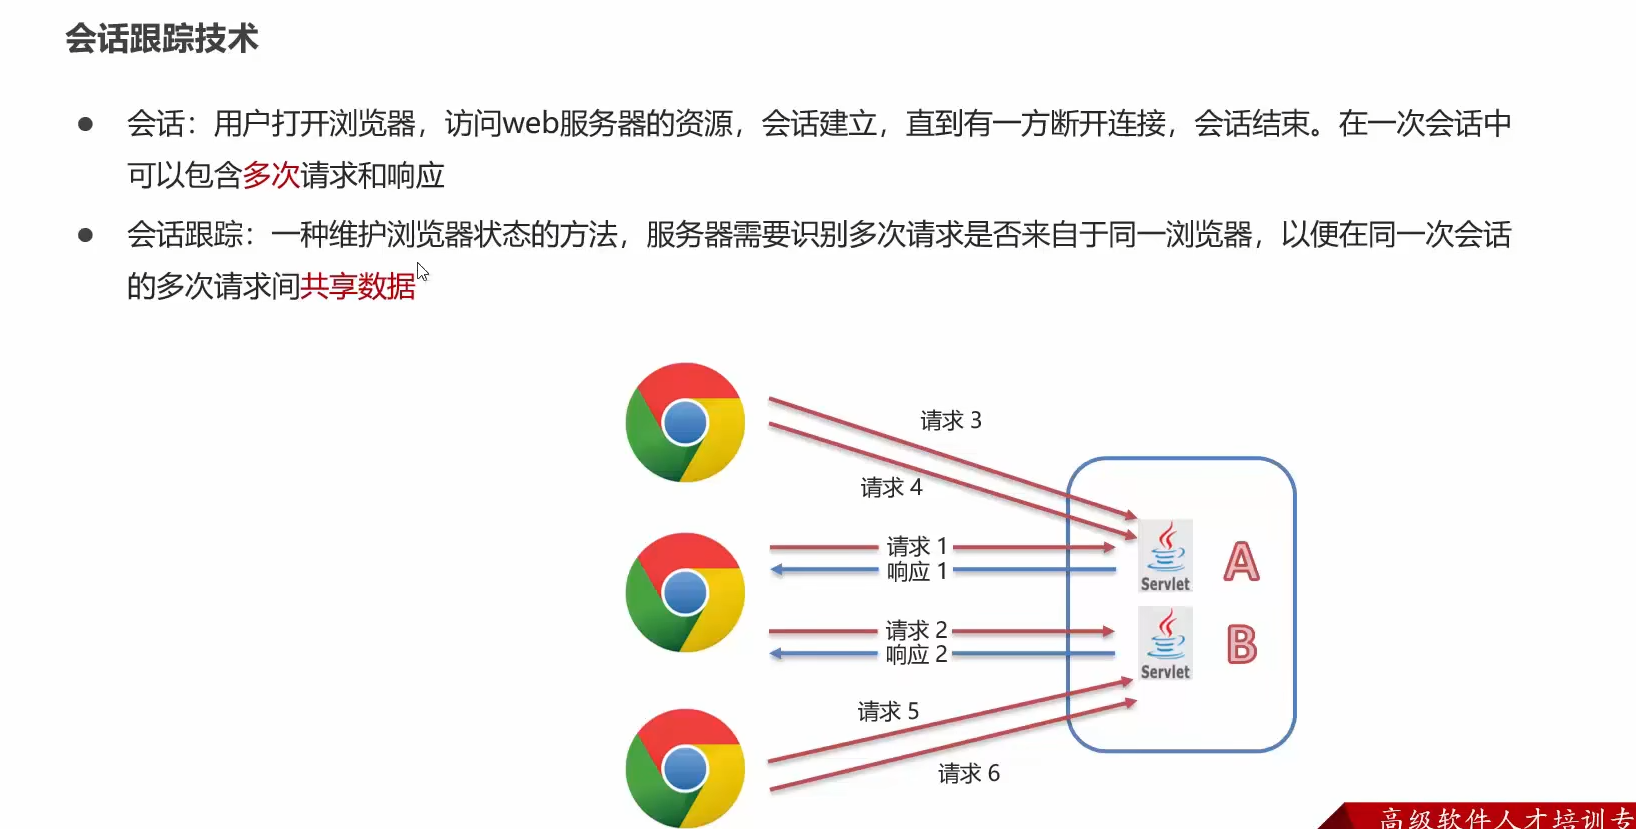 会话跟踪技术
● 会话：用户打开浏览器，访问web服务器的资源，会话建立，直到有一方断开连接，会话结束。在一次会话中
可以包含多次请求和响应
● 会话跟踪：一种维护浏览器状态的方法，服务器需要识别多次请求是否来自于同一浏览器，以便在同一次会话
的多次请求间共享数据
请求 3
请求 4
请求 1
响应 1
Servlet
A
请求 2
响应 2
Servlet
B
请求 5
请求 6
高级软件人才培训专